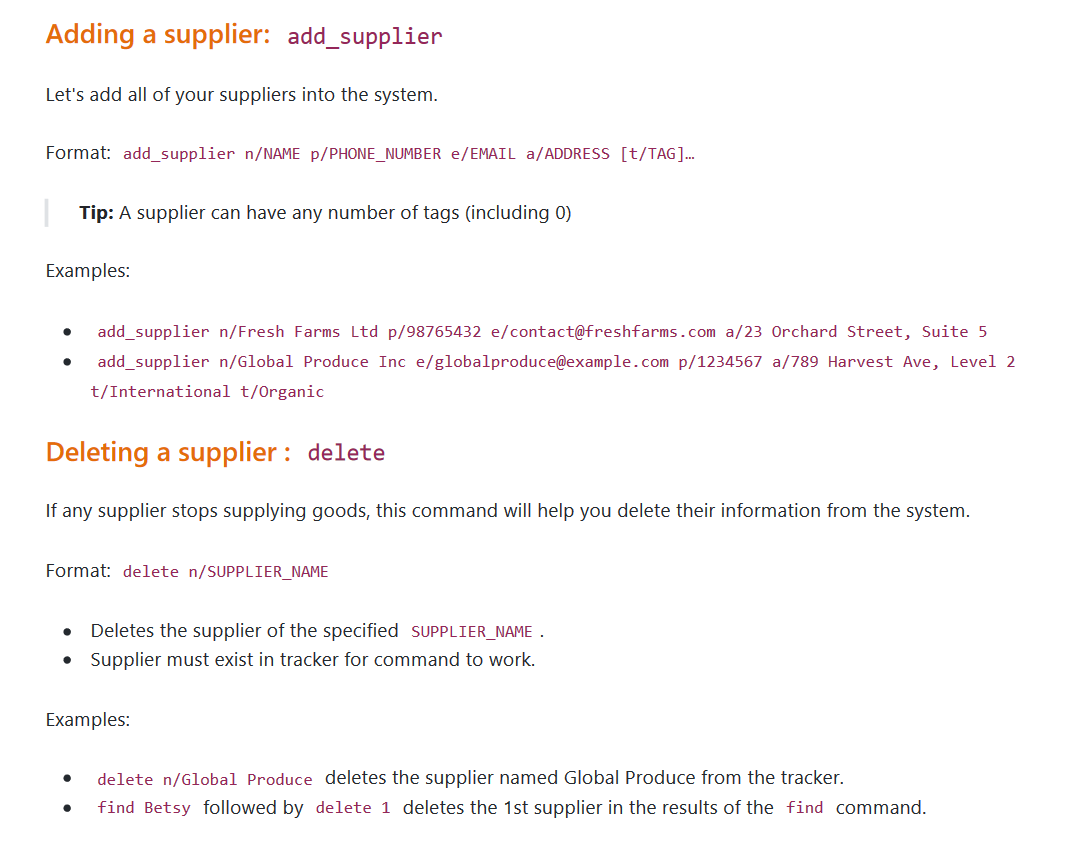 Adding a supplier: add_supplier
Let's add all of your suppliers into the system.
Format: add_supplier n/NAME p/PHONE_NUMBER e/EMAIL a/ADDRESS [t/TAG]…
Tip: A supplier can have any number of tags (including 0)
Examples:
• add_supplier n/Fresh Farms Ltd p/98765432 e/contact@freshfarms.com a/23 Orchard Street, Suite 5
• add_supplier n/Global Produce Inc e/globalproduce@example.com p/1234567 a/789 Harvest Ave, Level 2
t/International t/Organic
Deleting a supplier : delete
If any supplier stops supplying goods, this command will help you delete their information from the system.
Format: delete n/SUPPLIER_NAME
• Deletes the supplier of the specified SUPPLIER_NAME .
• Supplier must exist in tracker for command to work.
Examples:
• delete n/Global Produce deletes the supplier named Global Produce from the tracker.
• find Betsy followed by delete 1 deletes the 1st supplier in the results of the find command.